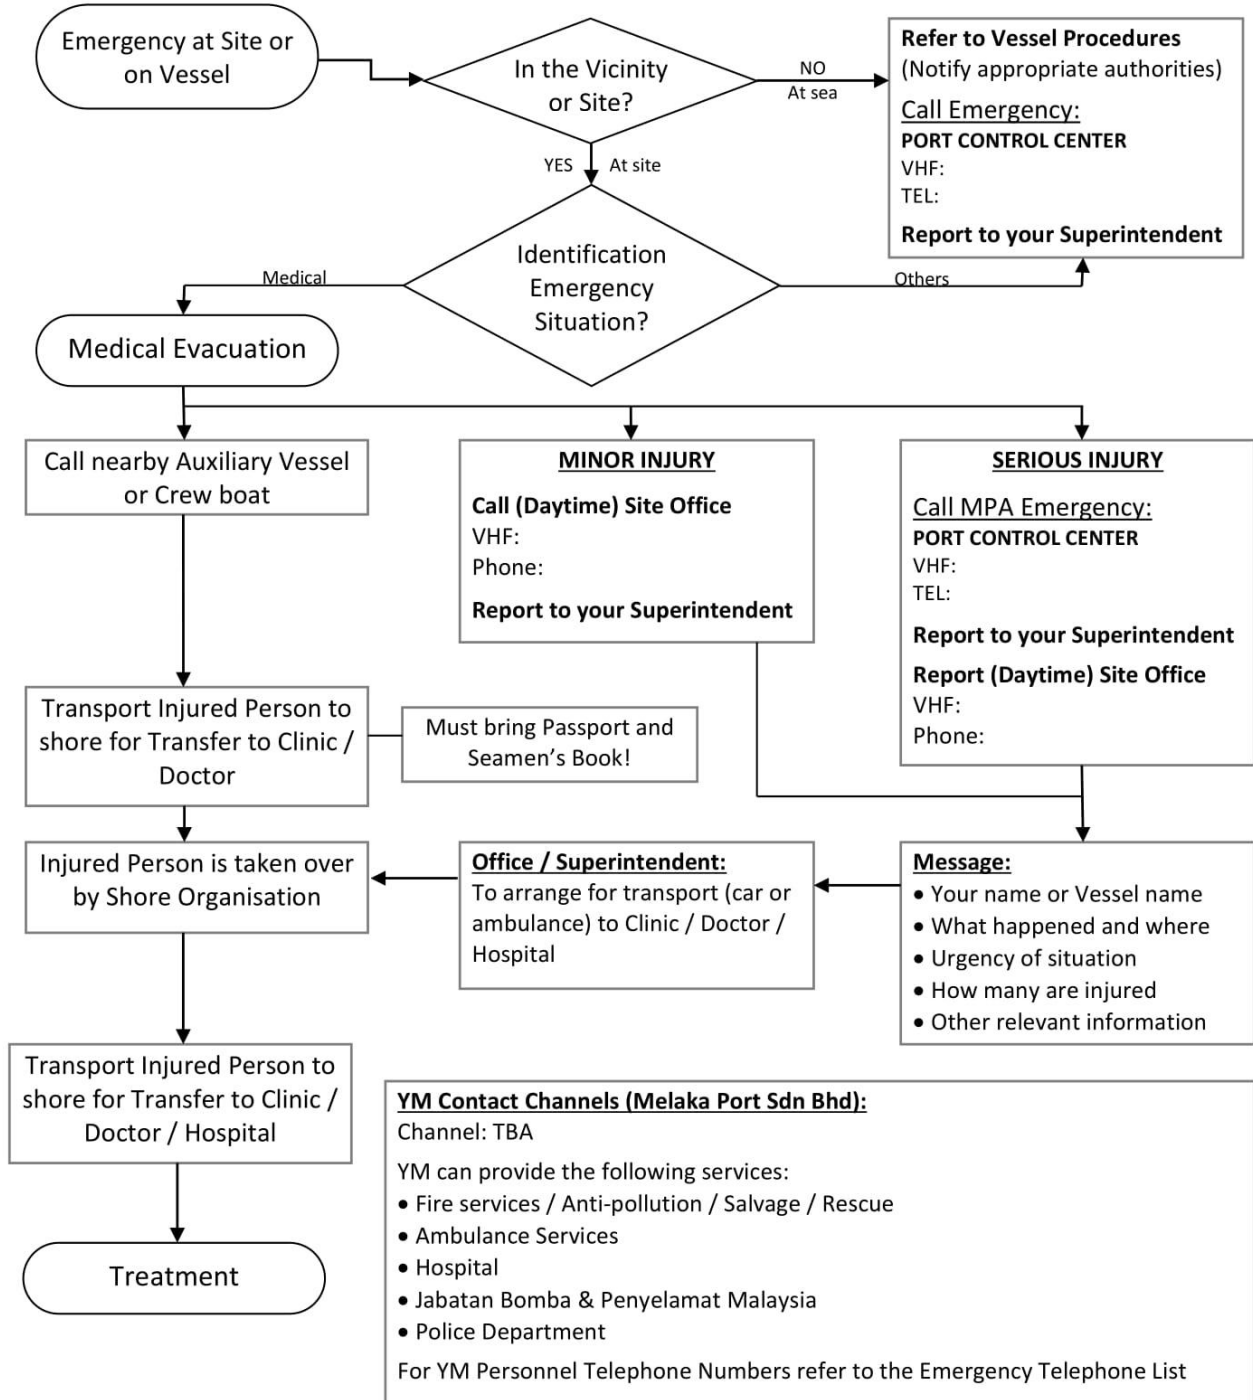 Emergency at Site or
on Vessel
In the Vicinity
or Site?
NO
At sea
Refer to Vessel Procedures
(Notify appropriate authorities)
Call Emergency:
PORT CONTROL CENTER
VHF:
TEL:
Report to your Superintendent
YES
At site
Identification
Emergency
Situation?
Medical
Others
Medical Evacuation
Call nearby Auxiliary Vessel
or Crew boat
MINOR INJURY
Call (Daytime) Site Office
VHF:
Phone:
Report to your Superintendent
SERIOUS INJURY
Call MPA Emergency:
PORT CONTROL CENTER
VHF:
TEL:
Report to your Superintendent
Report (Daytime) Site Office
VHF:
Phone:
Transport Injured Person to
shore for Transfer to Clinic /
Doctor
Must bring Passport and
Seamen’s Book!
Injured Person is taken over
by Shore Organisation
Office / Superintendent:
To arrange for transport (car or
ambulance) to Clinic / Doctor /
Hospital
Message:
• Your name or Vessel name
• What happened and where
• Urgency of situation
• How many are injured
• Other relevant information
Transport Injured Person to
shore for Transfer to Clinic /
Doctor / Hospital
Treatment
YM Contact Channels (Melaka Port Sdn Bhd):
Channel: TBA
YM can provide the following services:
• Fire services / Anti-pollution / Salvage / Rescue
• Ambulance Services
• Hospital
• Jabatan Bomba & Penyelamat Malaysia
• Police Department
For YM Personnel Telephone Numbers refer to the Emergency Telephone List